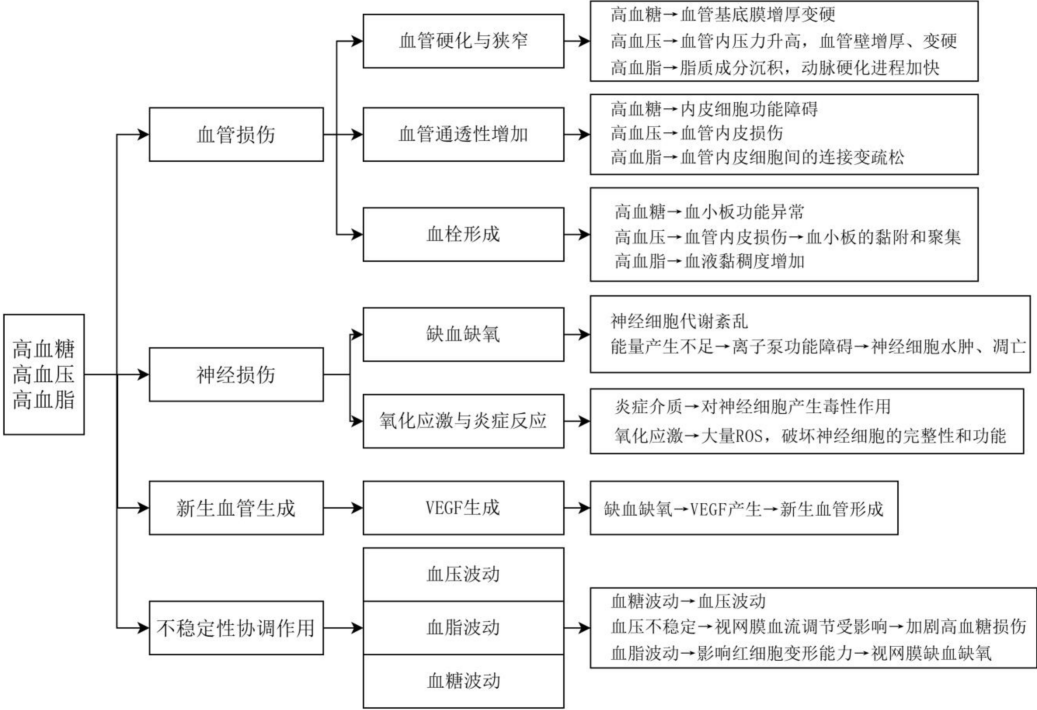 高血糖
高血压
高血脂
血管损伤
血管硬化与狭窄
高血糖→血管基底膜增厚变硬
高血压→血管内压力升高，血管壁增厚、变硬
高血脂→脂质成分沉积，动脉硬化进程加快
血管通透性增加
高血糖→内皮细胞功能障碍
高血压→血管内皮损伤
高血脂→血管内皮细胞间的连接变疏松
血栓形成
高血糖→血小板功能异常
高血压→血管内皮损伤→血小板的黏附和聚集
高血脂→血液黏稠度增加
神经损伤
缺血缺氧
神经细胞代谢紊乱
能量产生不足→离子泵功能障碍→神经细胞水肿、凋亡
氧化应激与炎症反应
炎症介质→对神经细胞产生毒性作用
氧化应激→大量ROS，破坏神经细胞的完整性和功能
新生血管生成
VEGF生成
缺血缺氧→VEGF产生→新生血管形成
不稳定性协调作用
血压波动
血脂波动
血糖波动
血糖波动→血压波动
血压不稳定→视网膜血流调节受影响→加剧高血糖损伤
血脂波动→影响红细胞变形能力→视网膜缺血缺氧